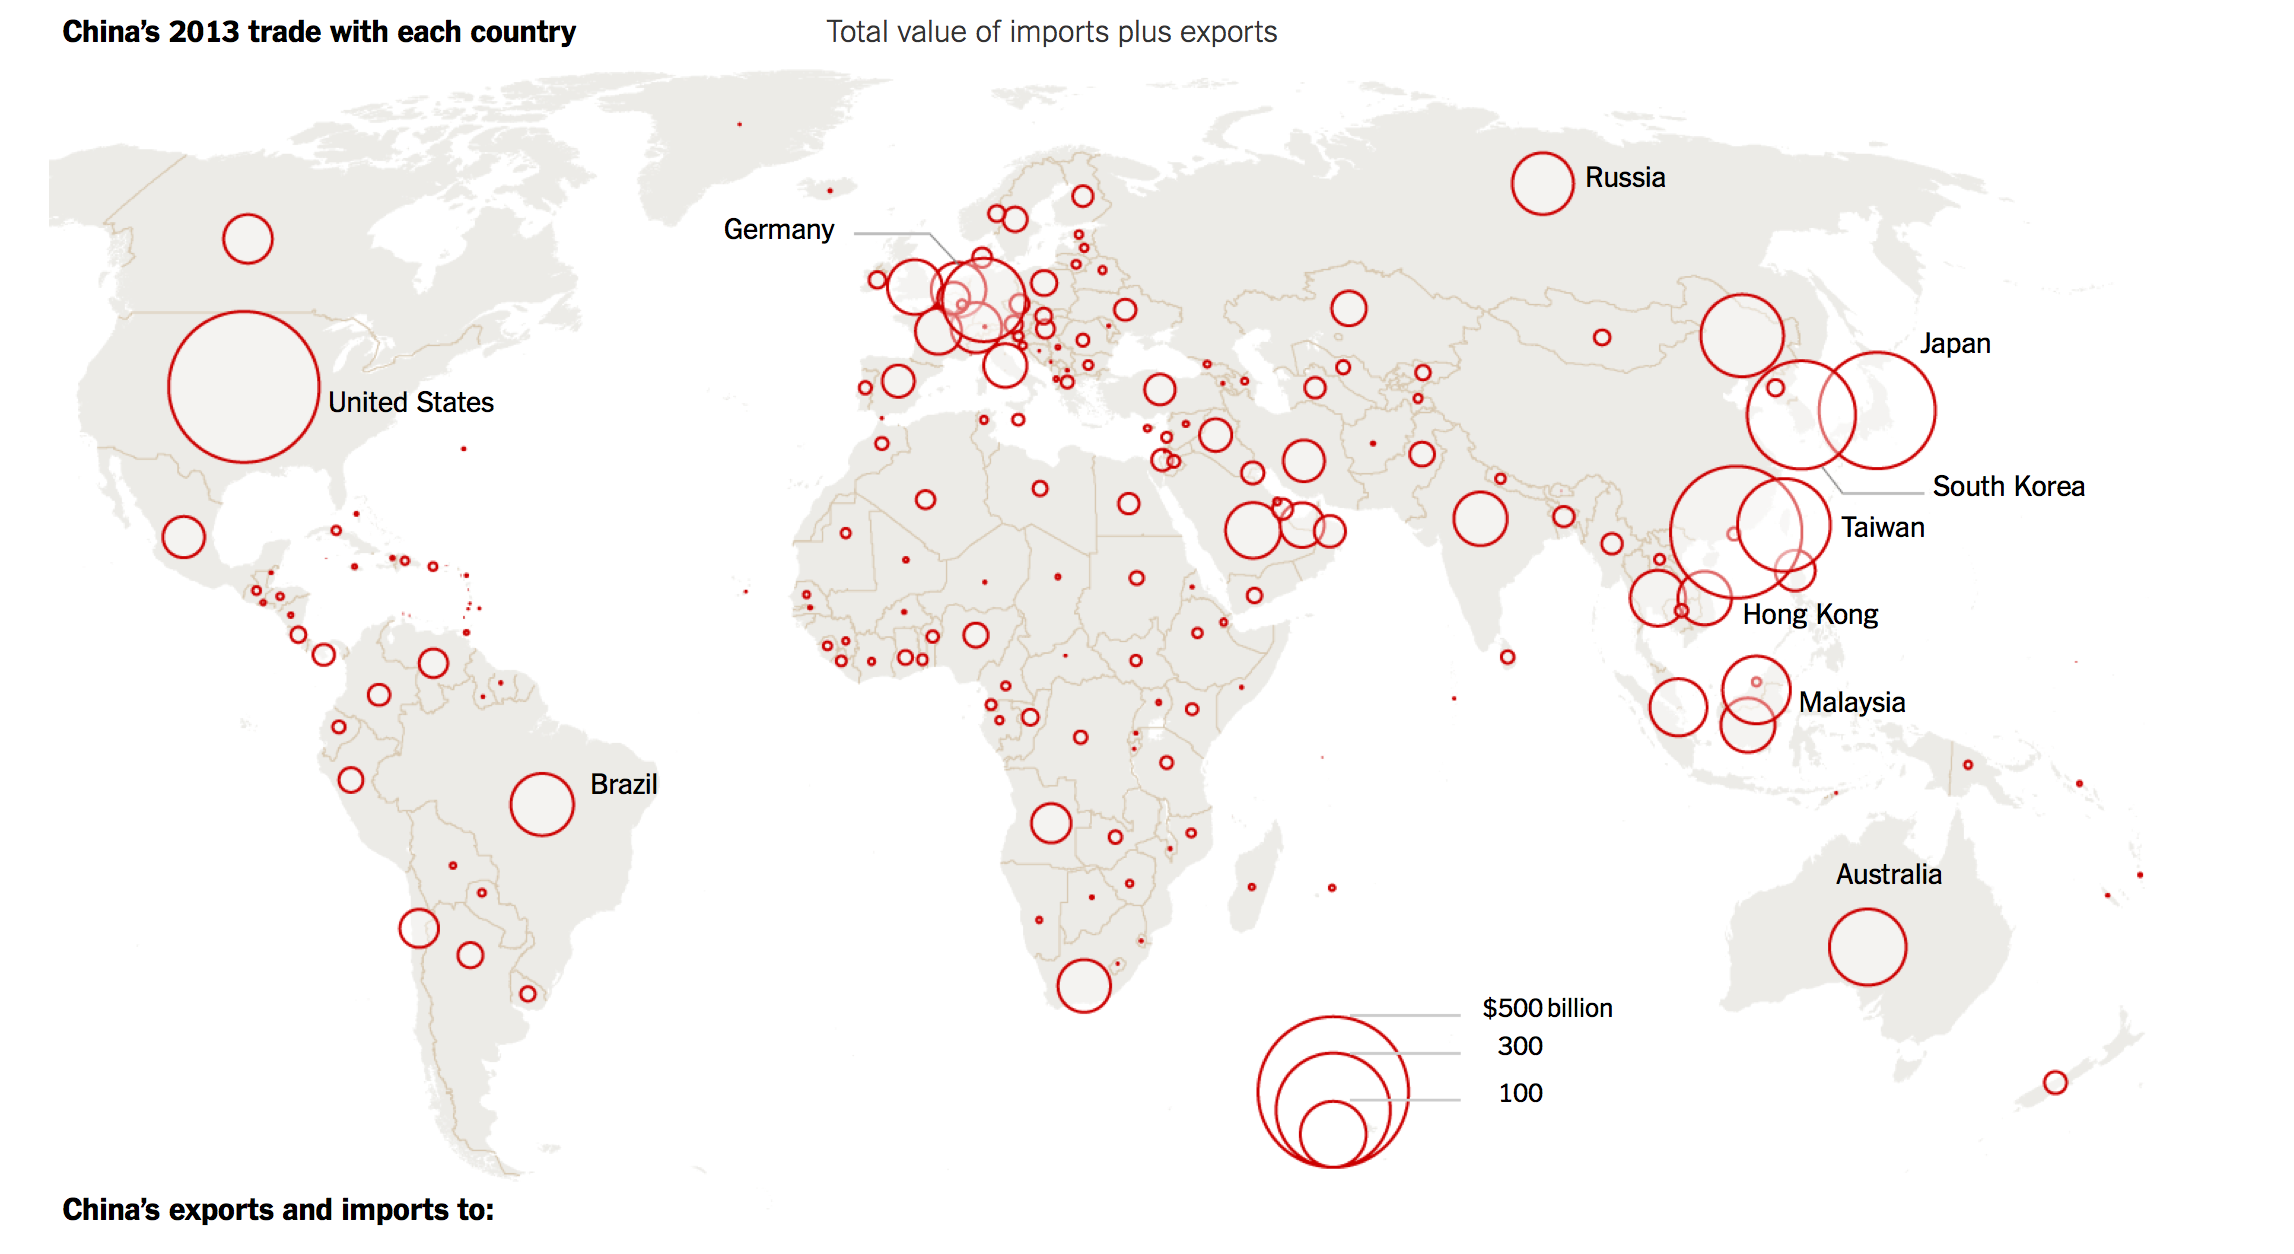 China’s 2013 trade with each country
Total value of imports plus exports
Russia
Germany
Japan
United States
South Korea
Taiwan
Hong Kong
Malaysia
Brazil
Australia
$500 billion
300
100
China’s exports and imports to: